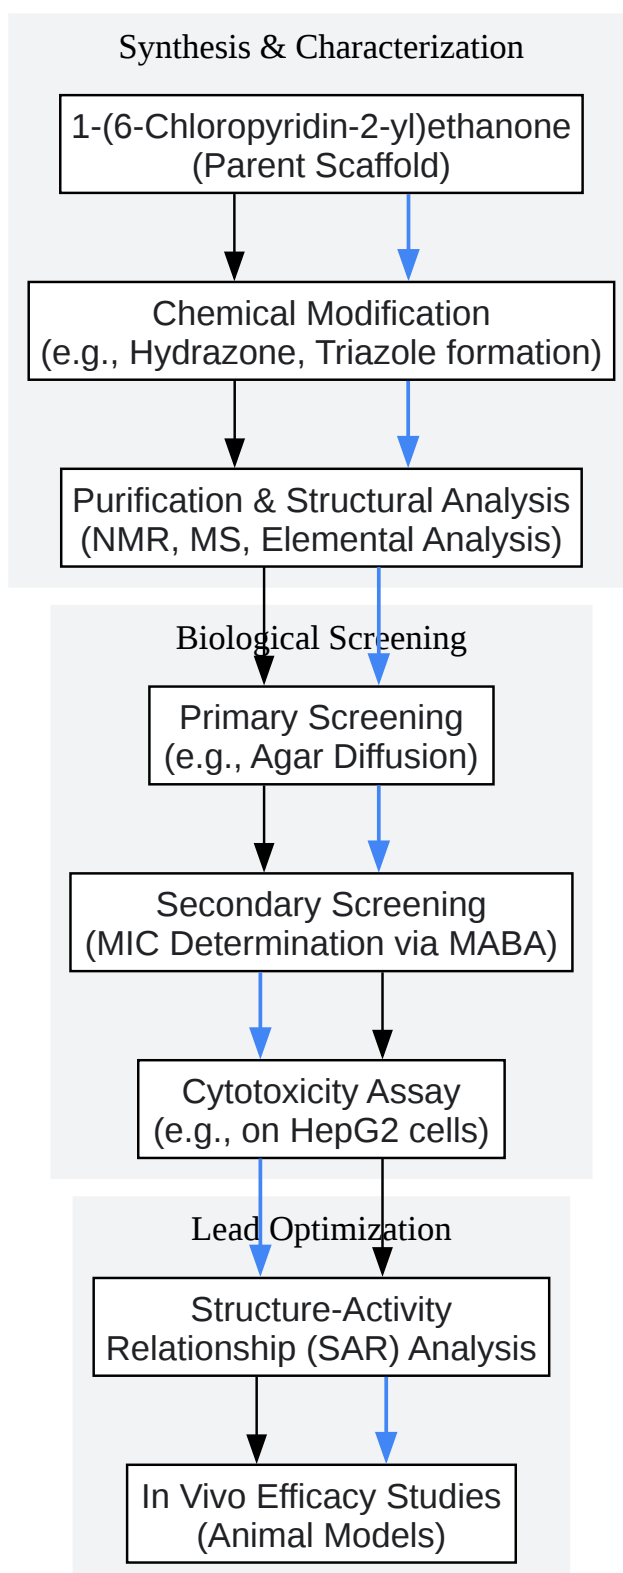 Synthesis & Characterization
1-(6-Chloropyridin-2-yl)ethanone
(Parent Scaffold)
Chemical Modification
(e.g., Hydrazone, Triazole formation)
Purification & Structural Analysis
(NMR, MS, Elemental Analysis)
Biological Screening
Primary Screening
(e.g., Agar Diffusion)
Secondary Screening
(MIC Determination via MABA)
Cytotoxicity Assay
(e.g., on HepG2 cells)
Lead Optimization
Structure-Activity
Relationship (SAR) Analysis
In Vivo Efficacy Studies
(Animal Models)